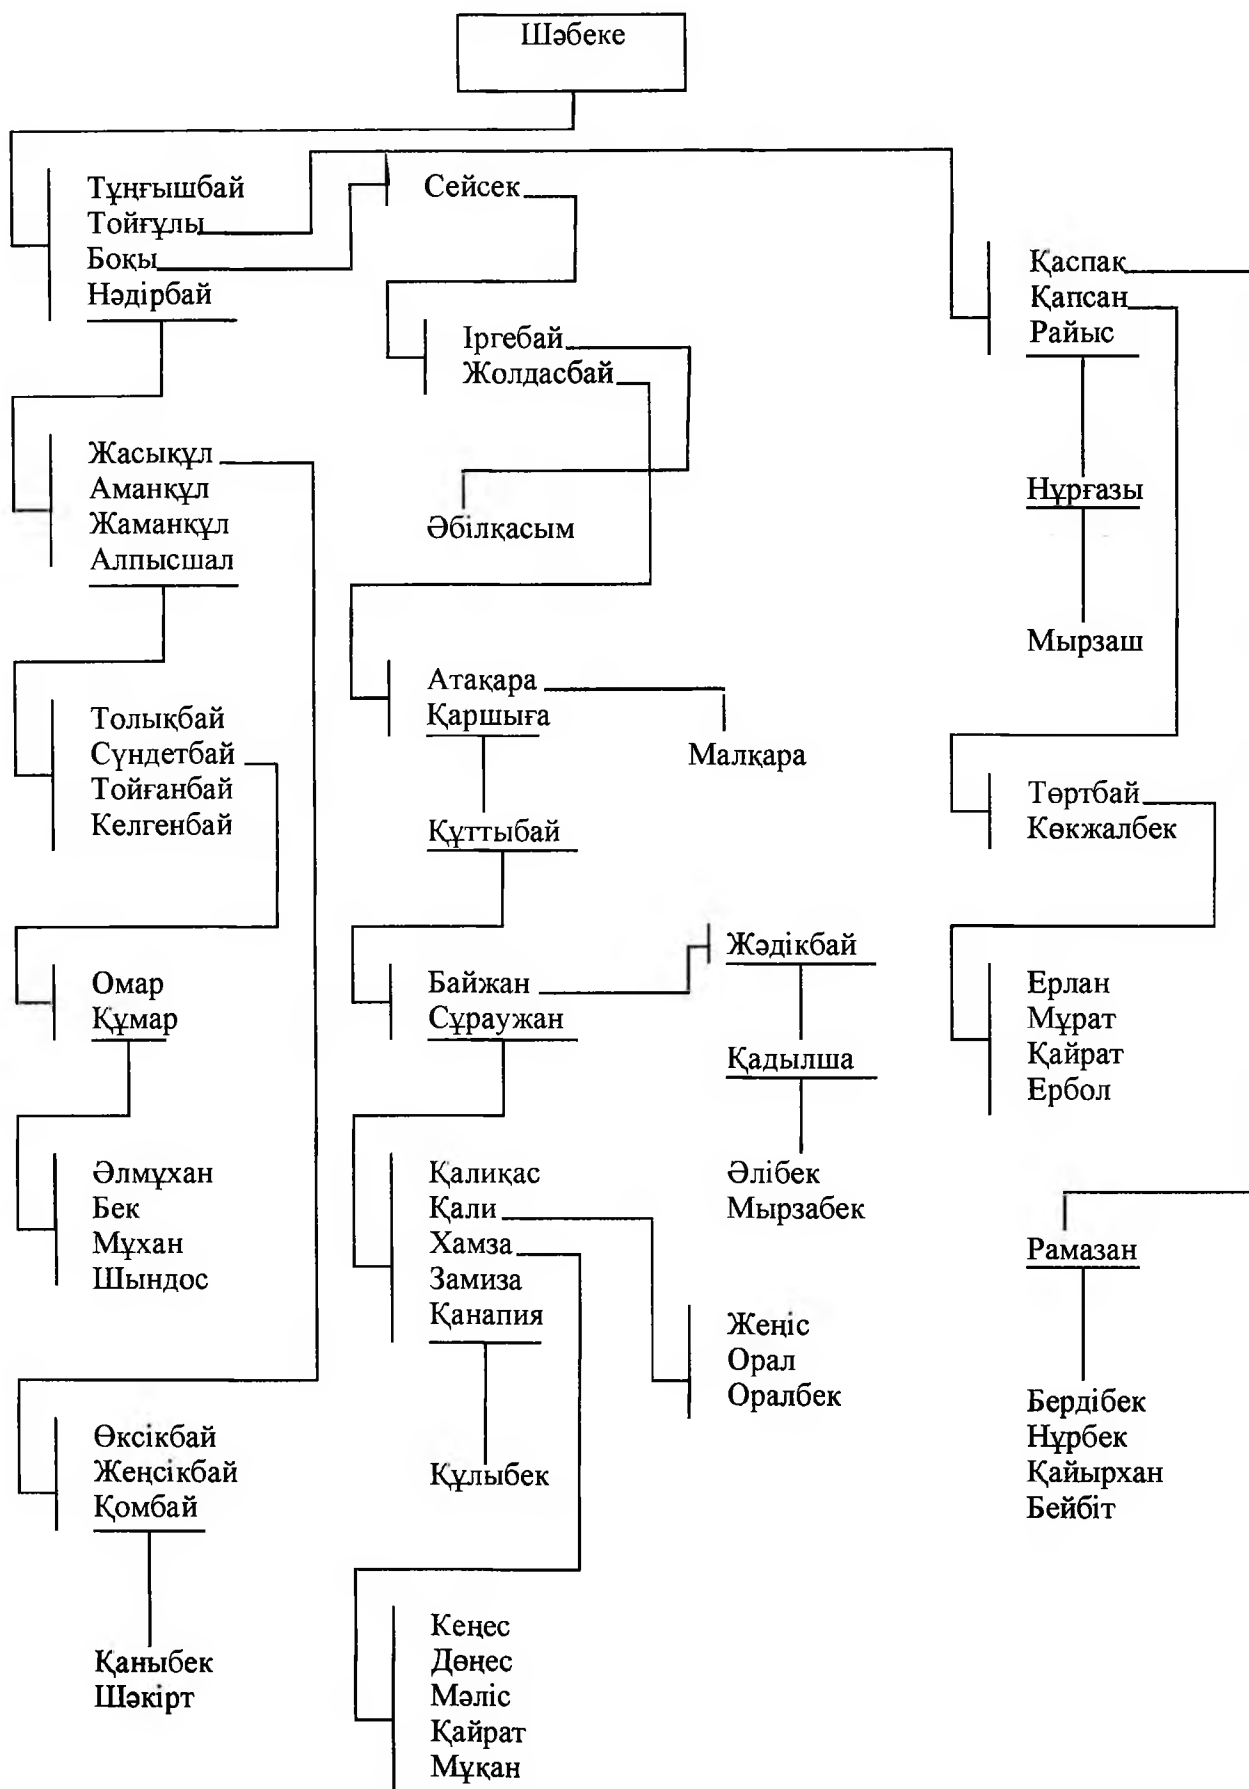 Шәбеке
Тұңғышбай
Тойғұлы
Боқы
Нәдірбай
Сейсек
Қаспақ
Қапсан
Райыс
Іргебай
Жолдасбай
Жасықұл
Аманқұл
Жаманқұл
Алпысшал
Әбілқасым
Нұрғазы
Мырзаш
Толықбай
Сүндетбай
Тойғанбай
Келгенбай
Атақара
Қаршыға
Малқара
Құттыбай
Төртбай
Көкжалбек
Омар
Құмар
Байжан
Сұраужан
Жәдікбай
Қадылша
Әлібек
Мырзабек
Ерлан
Мұрат
Қайрат
Ербол
Әлмұхан
Бек
Мұхан
Шындос
Қалиқас
Қали
Хамза
Замиза
Қанапия
Жеңіс
Орал
Оралбек
Рамазан
Бердібек
Нұрбек
Қайырхан
Бейбіт
Өксікбай
Жеңсікбай
Қомбай
Құлыбек
Қаныбек
Шәкірт
Кеңес
Дөңес
Мәліс
Қайрат
Мұқан